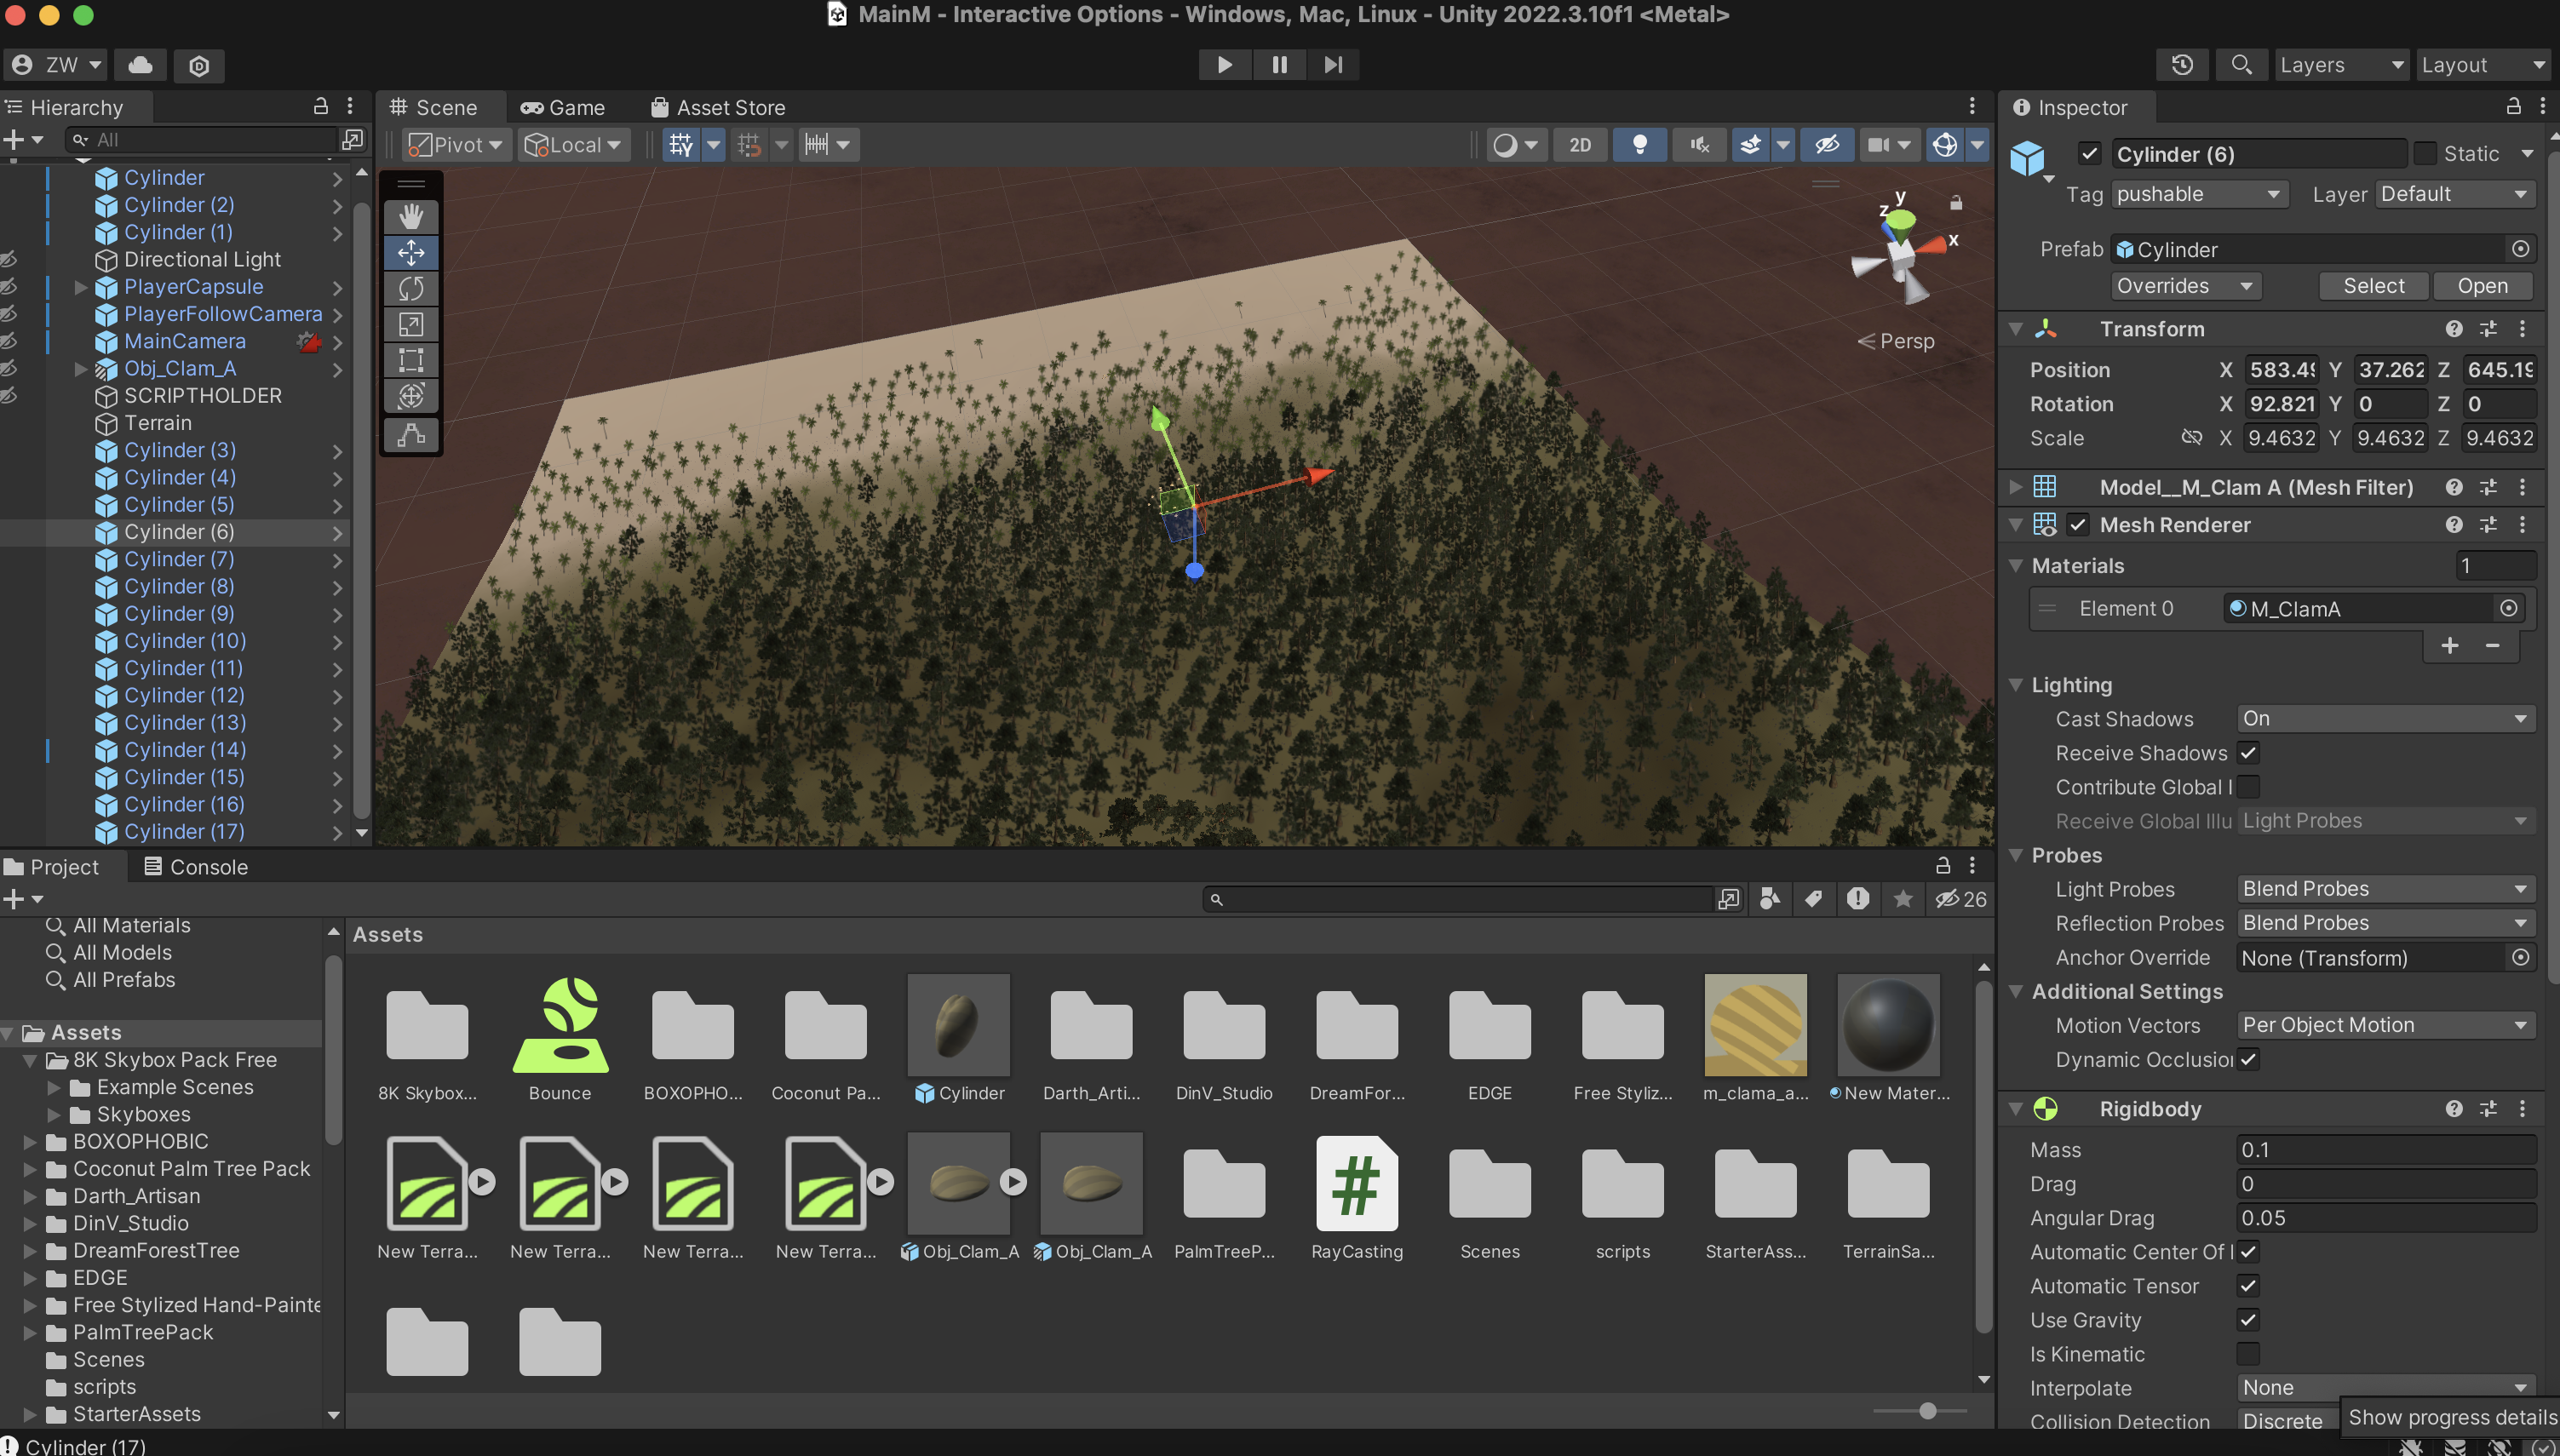 MainM - Interactive Options - Windows, Mac, Linux - Unity 2022.3.10f1 <Metal>
ZW
Layers
Layout
Hierarchy
All
Cylinder
Cylinder (2)
Cylinder (1)
Directional Light
PlayerCapsule
PlayerFollowCamera
MainCamera
Obj_Clam_A
SCRIPTHOLDER
Terrain
Cylinder (3)
Cylinder (4)
Cylinder (5)
Cylinder (6)
Cylinder (7)
Cylinder (8)
Cylinder (9)
Cylinder (10)
Cylinder (11)
Cylinder (12)
Cylinder (13)
Cylinder (14)
Cylinder (15)
Cylinder (16)
Cylinder (17)
Scene
Game
Asset Store
Pivot
Local
2D
y
z
x
Persp
Inspector
Cylinder (6)
Static
Tag pushable
Layer Default
Prefab Cylinder
Overrides
Select
Open
Transform
Position X 583.49 Y 37.262 Z 645.19
Rotation X 92.821 Y 0 Z 0
Scale X 9.4632 Y 9.4632 Z 9.4632
Model__M_Clam A (Mesh Filter)
Mesh Renderer
Materials 1
Element 0 M_ClamA
Lighting
Cast Shadows On
Receive Shadows
Contribute Global I
Receive Global Illu Light Probes
Probes
Light Probes Blend Probes
Reflection Probes Blend Probes
Anchor Override None (Transform)
Additional Settings
Motion Vectors Per Object Motion
Dynamic Occlusion
Rigidbody
Mass 0.1
Drag 0
Angular Drag 0.05
Automatic Center Of
Automatic Tensor
Use Gravity
Is Kinematic
Interpolate None
Collision Detection Discrete
Show progress details
Project
Console
26
All Materials
All Models
All Prefabs
Assets
8K Skybox Pack Free
Example Scenes
Skyboxes
BOXOPHOBIC
Coconut Palm Tree Pack
Darth_Artisan
DinV_Studio
DreamForestTree
EDGE
Free Stylized Hand-Painte
PalmTreePack
Scenes
scripts
StarterAssets
Assets
8K Skybox...
Bounce
BOXOPHO...
Coconut Pa...
Cylinder
Darth_Arti...
DinV_Studio
DreamFor...
EDGE
Free Styliz...
m_clama_a...
New Mater...
New Terra...
New Terra...
New Terra...
New Terra...
Obj_Clam_A
Obj_Clam_A
PalmTreeP...
RayCasting
Scenes
scripts
StarterAss...
TerrainSa...
Cylinder (17)